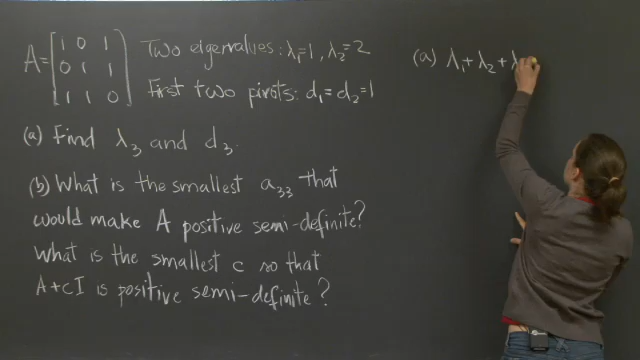 A = [1 0 1; 0 1 1; 1 1 0] Two eigenvalues: λ₁=1, λ₂=2
First two pivots: d₁=d₂=1
(a) Find λ₃ and d₃.
(b) What is the smallest a₃₃ that
would make A positive semi-definite?
What is the smallest c so that
A+cI is positive semi-definite?
(a) λ₁+λ₂+λ